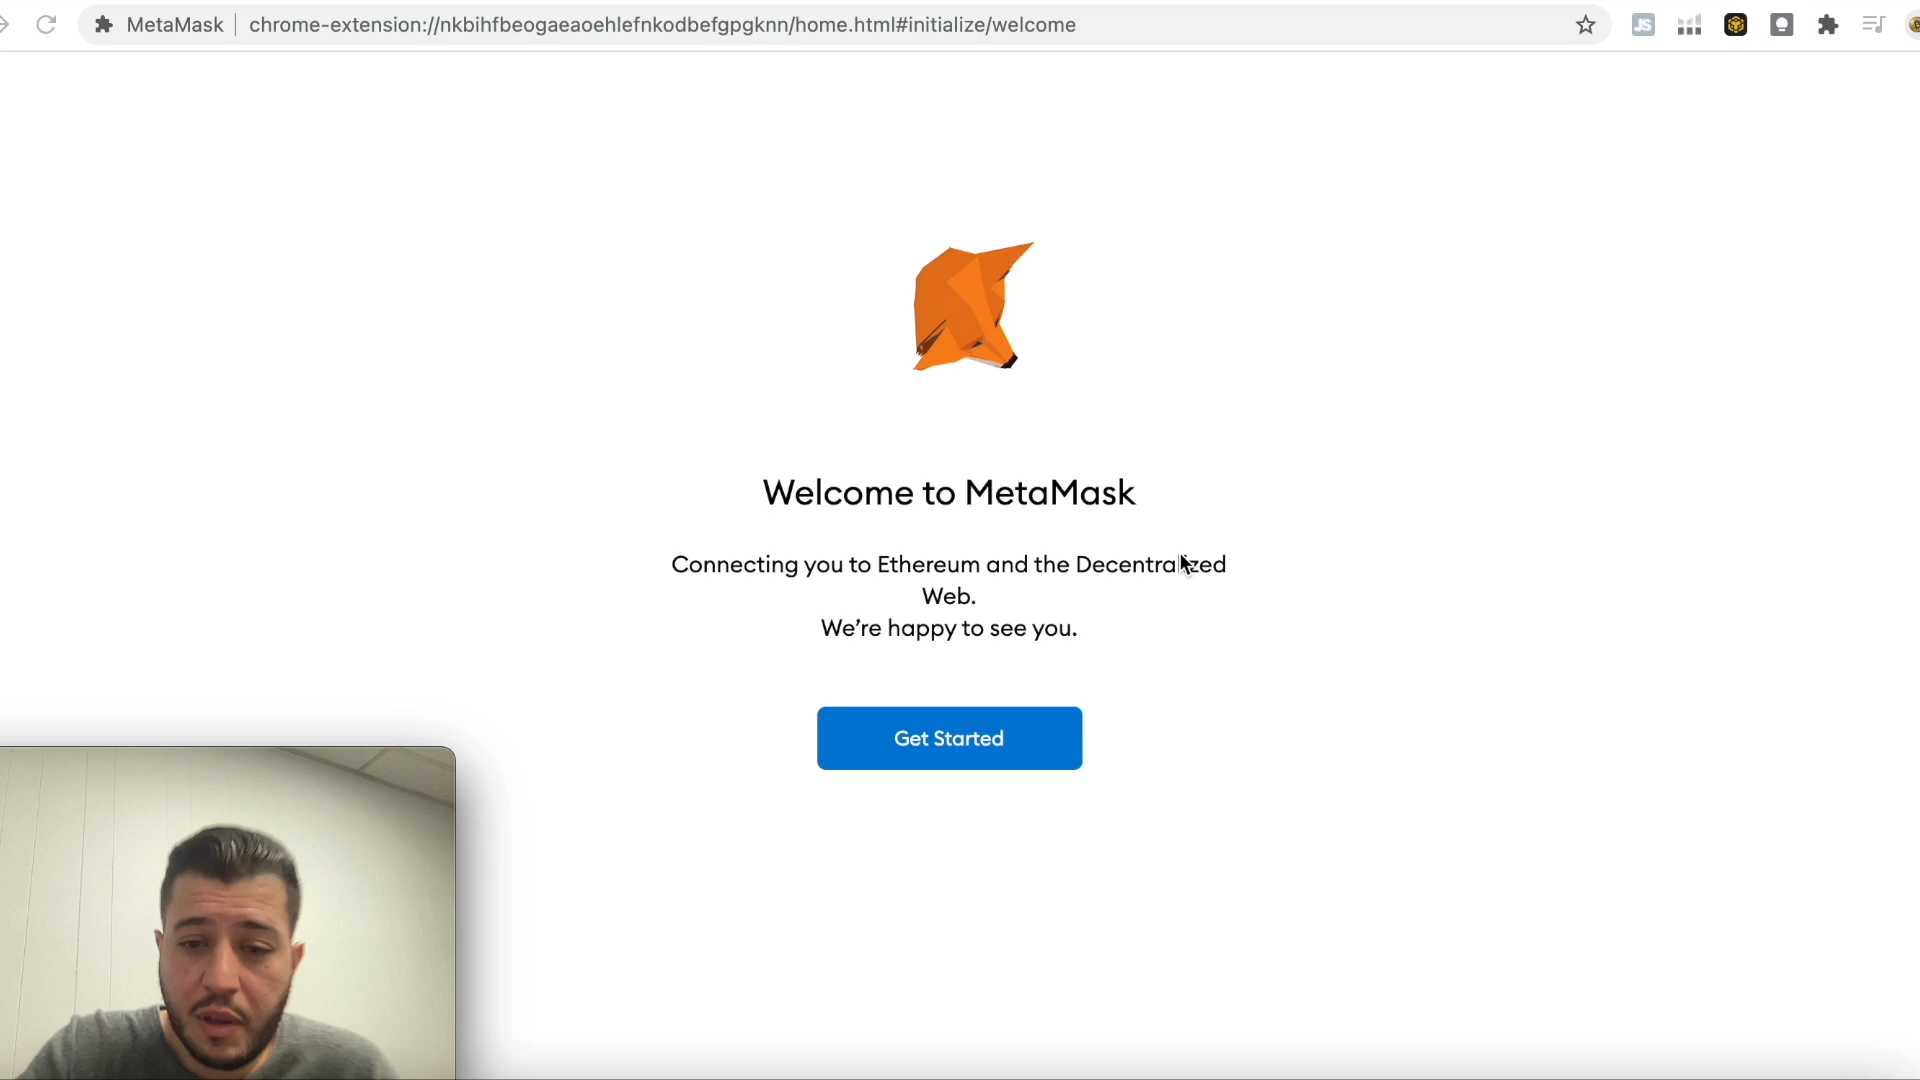 MetaMask chrome-extension://nkbihfbeogaeaoehlefnkodbefgpgknn/home.html#initialize/welcome
JS
Welcome to MetaMask
Connecting you to Ethereum and the Decentralized
Web.
We're happy to see you.
Get Started